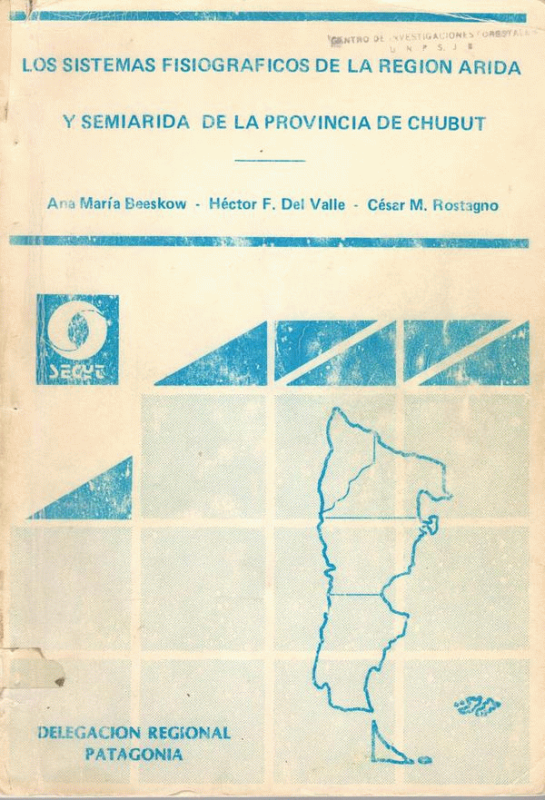 CENTRO DE INVESTIGACIONES FORESTALES
U N P S. J B
LOS SISTEMAS FISIOGRAFICOS DE LA REGION ARIDA
Y SEMIARIDA DE LA PROVINCIA DE CHUBUT
Ana María Beeskow - Héctor F. Del Valle - César M. Rostagno
SECYT
DELEGACION REGIONAL
PATAGONIA